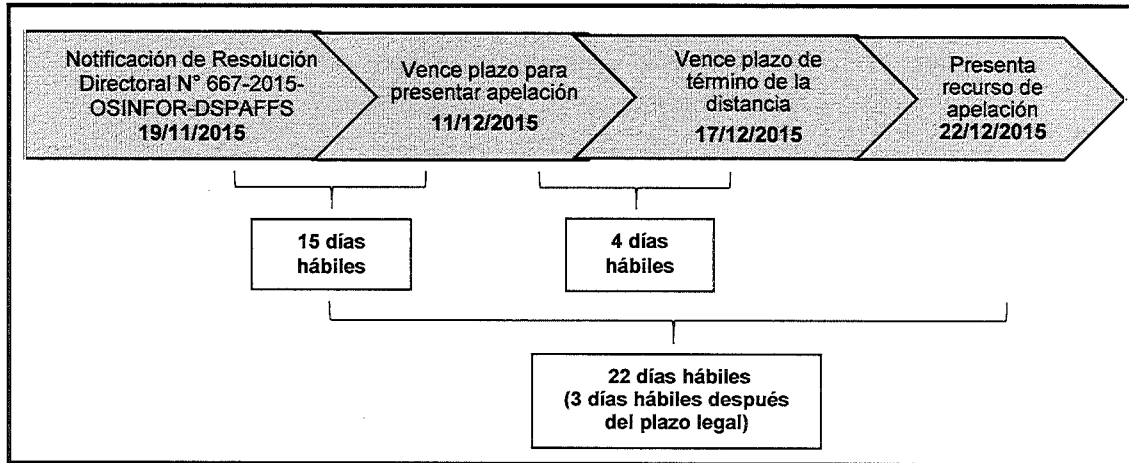 Notificación de Resolución
Directoral N° 667-2015-
OSINFOR-DSPAFFS
19/11/2015
Vence plazo para
presentar apelación
11/12/2015
Vence plazo de
término de la
distancia
17/12/2015
Presenta
recurso de
apelación
22/12/2015
15 días
hábiles
4 días
hábiles
22 días hábiles
(3 días hábiles después
del plazo legal)